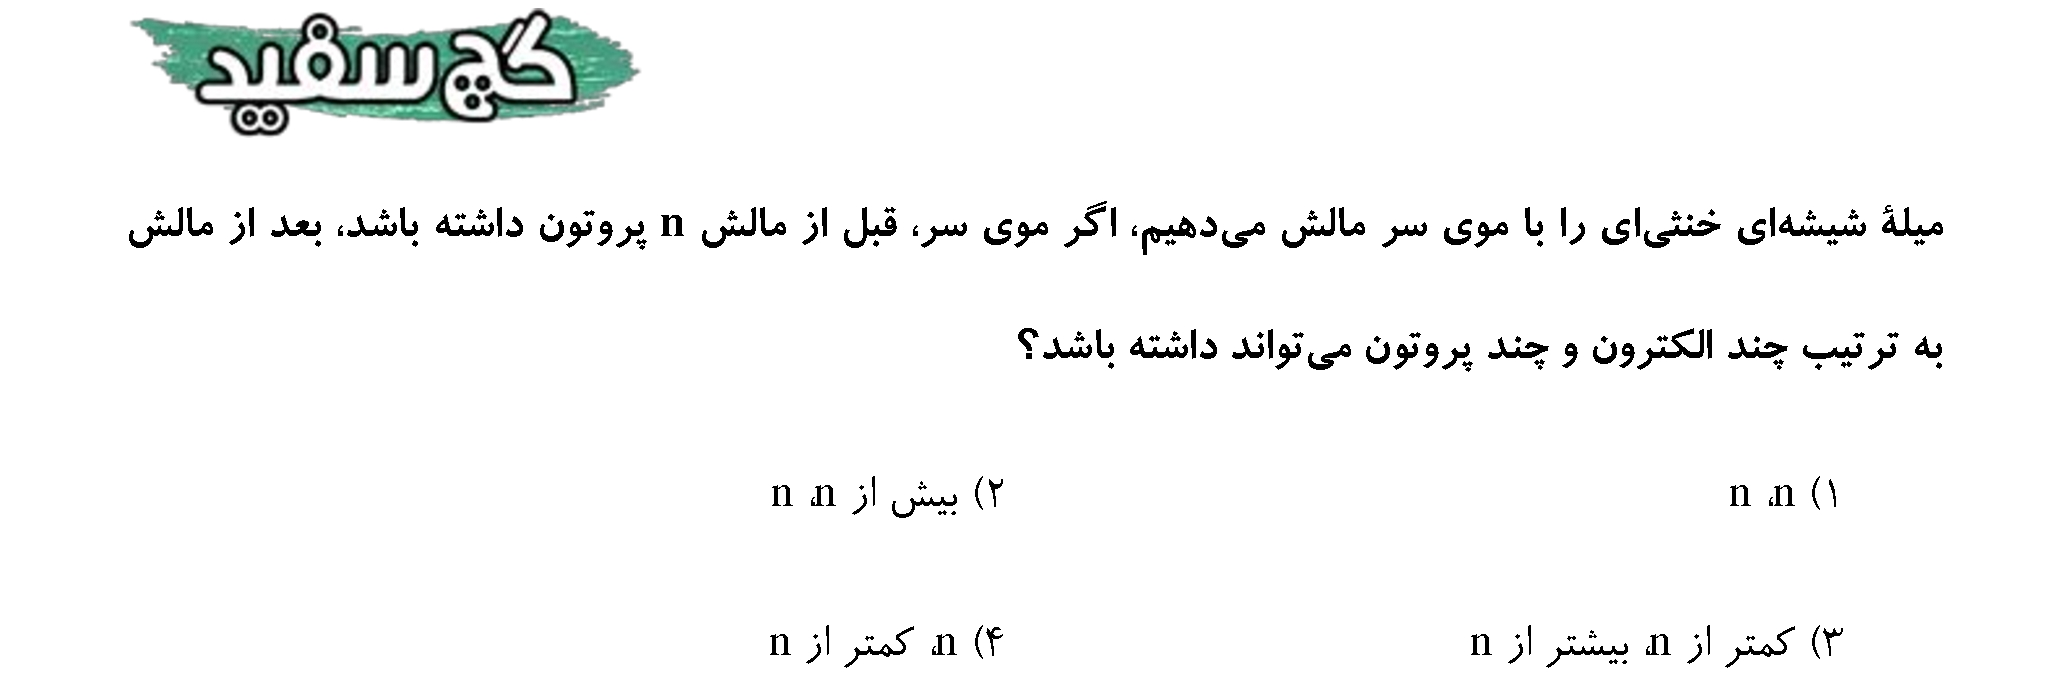 گچ سفید
میلهٔ شیشه‌ای خنثی‌ای را با موی سر مالش می‌دهیم، اگر موی سر، قبل از مالش n پروتون داشته باشد، بعد از مالش
به ترتیب چند الکترون و چند پروتون می‌تواند داشته باشد؟
۱) n، n
۲) بیش از n، n
۳) کمتر از n، بیشتر از n
۴) n، کمتر از n